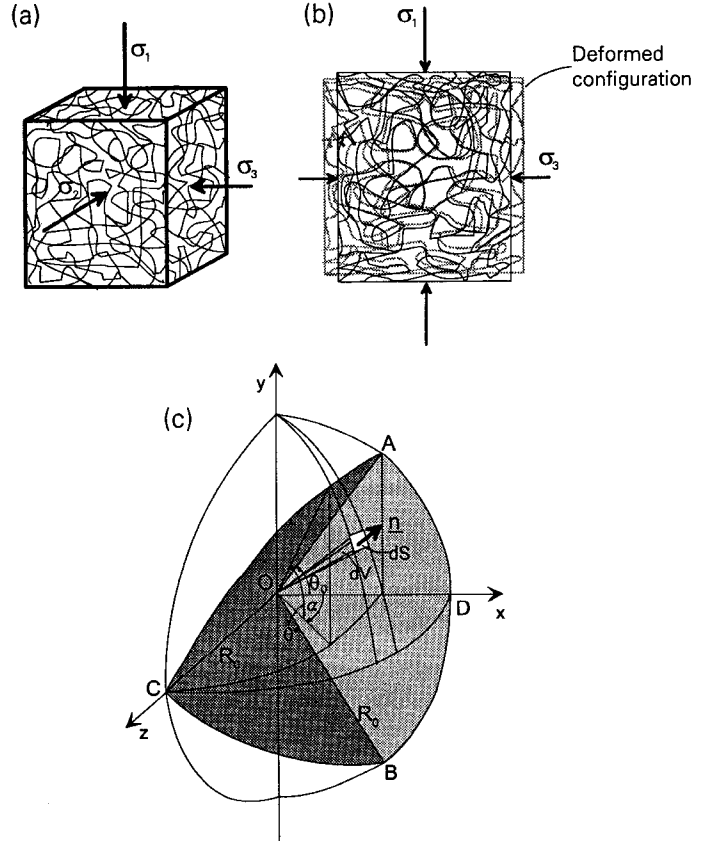 (a)
σ1
σ2
σ3
(b)
σ1
σ3
Deformed
configuration
(c)
y
A
n
dS
dV
O
θ0
α
D
x
R0
C
z
R0
B